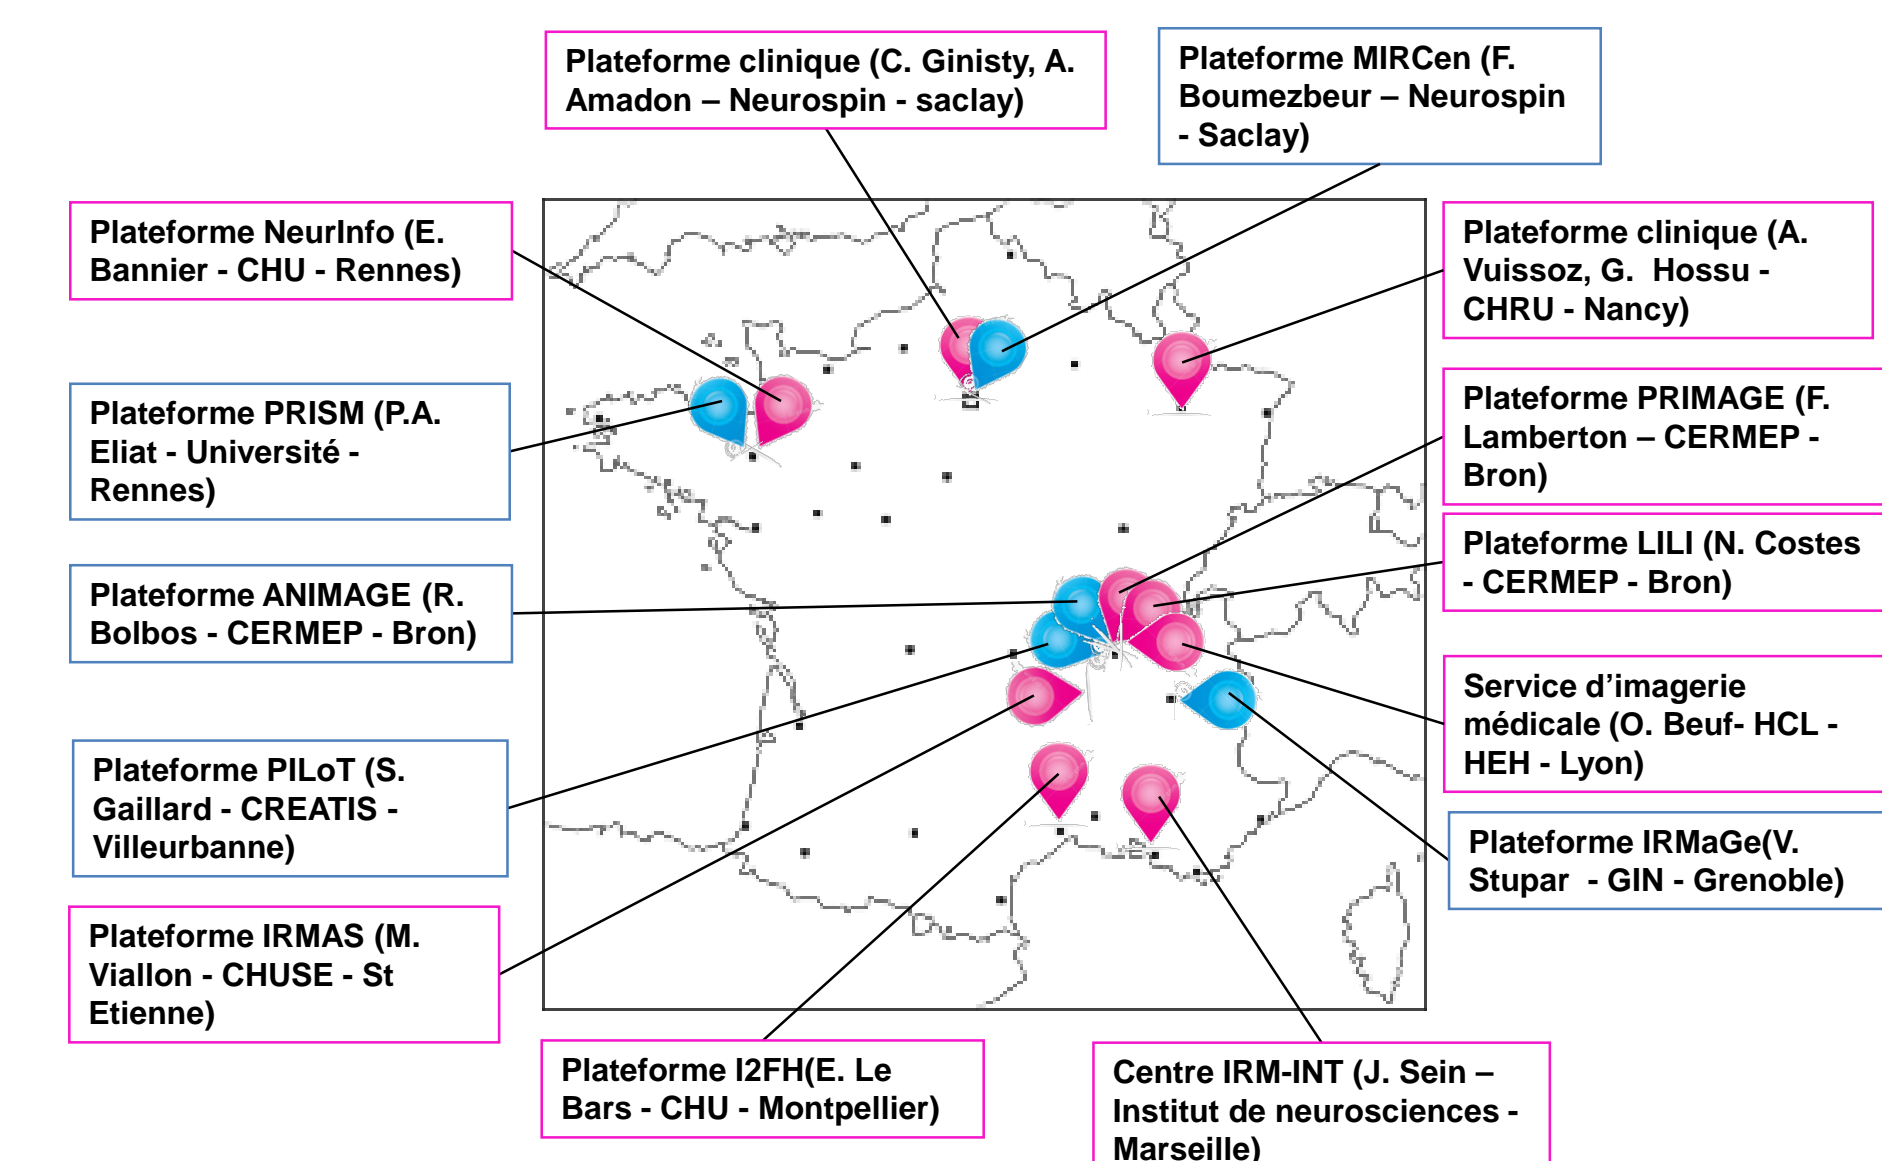 Plateforme clinique (C. Ginisty, A.
Amadon – Neurospin - saclay)
Plateforme MIRCen (F.
Boumezbeur – Neurospin
- Saclay)
Plateforme NeurInfo (E.
Bannier - CHU - Rennes)
Plateforme clinique (A.
Vuissoz, G. Hossu -
CHRU - Nancy)
Plateforme PRISM (P.A.
Eliat - Université -
Rennes)
Plateforme PRIMAGE (F.
Lamberton – CERMEP -
Bron)
Plateforme LILI (N. Costes
- CERMEP - Bron)
Plateforme ANIMAGE (R.
Bolbos - CERMEP - Bron)
Service d’imagerie
médicale (O. Beuf- HCL -
HEH - Lyon)
Plateforme PILoT (S.
Gaillard - CREATIS -
Villeurbanne)
Plateforme IRMaGe(V.
Stupar - GIN - Grenoble)
Plateforme IRMAS (M.
Viallon - CHUSE - St
Etienne)
Plateforme I2FH(E. Le
Bars - CHU - Montpellier)
Centre IRM-INT (J. Sein –
Institut de neurosciences -
Marseille)